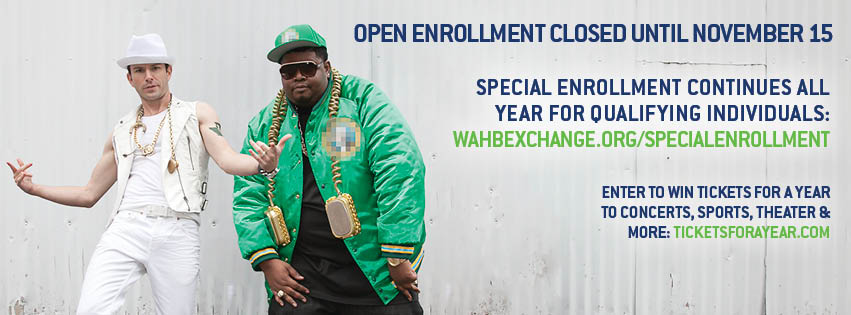 OPEN ENROLLMENT CLOSED UNTIL NOVEMBER 15
SPECIAL ENROLLMENT CONTINUES ALL
YEAR FOR QUALIFYING INDIVIDUALS:
WAHBEXCHANGE.ORG/SPECIALENROLLMENT
ENTER TO WIN TICKETS FOR A YEAR
TO CONCERTS, SPORTS, THEATER &
MORE: TICKETSFORAYEAR.COM